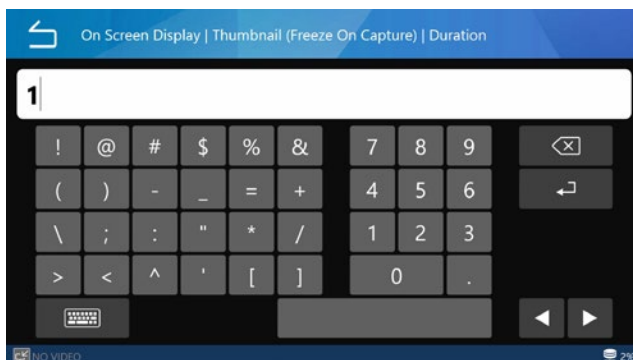 On Screen Display | Thumbnail (Freeze On Capture) | Duration
1
! @ # $ % & 7 8 9
( ) - _ = + 4 5 6
\ ; : " * / 1 2 3
> < ^ ' [ ] 0 .
NO VIDEO 2%